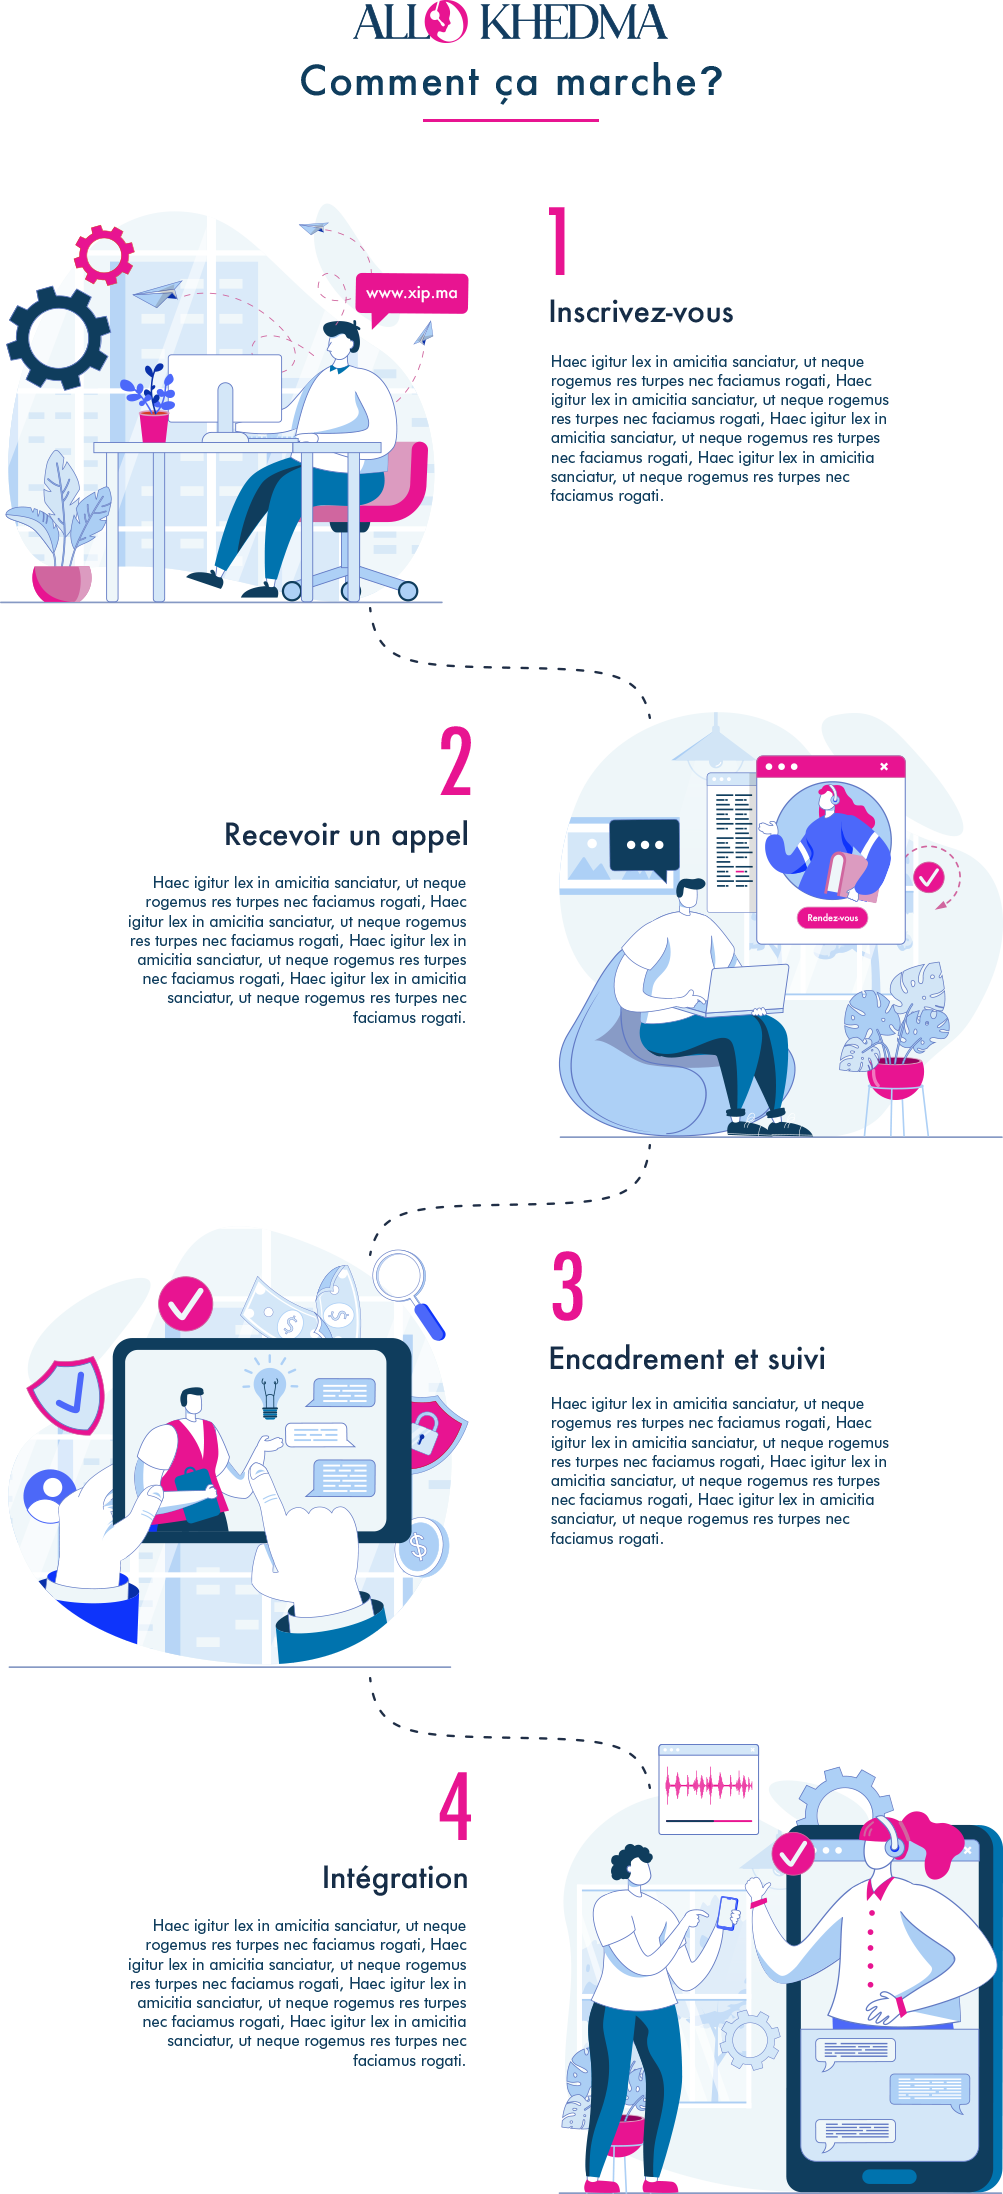 ALLO KHEDMA
Comment ça marche?
www.xip.ma
1
Inscrivez-vous
Haec igitur lex in amicitia sanciatur, ut neque
rogemus res turpes nec faciamus rogati, Haec
igitur lex in amicitia sanciatur, ut neque rogemus
res turpes nec faciamus rogati, Haec igitur lex in
amicitia sanciatur, ut neque rogemus res turpes
nec faciamus rogati, Haec igitur lex in amicitia
sanciatur, ut neque rogemus res turpes nec
faciamus rogati.
2
Recevoir un appel
Haec igitur lex in amicitia sanciatur, ut neque
rogemus res turpes nec faciamus rogati, Haec
igitur lex in amicitia sanciatur, ut neque rogemus
res turpes nec faciamus rogati, Haec igitur lex in
amicitia sanciatur, ut neque rogemus res turpes
nec faciamus rogati, Haec igitur lex in amicitia
sanciatur, ut neque rogemus res turpes nec
faciamus rogati.
Rendez-vous
3
Encadrement et suivi
Haec igitur lex in amicitia sanciatur, ut neque
rogemus res turpes nec faciamus rogati, Haec
igitur lex in amicitia sanciatur, ut neque rogemus
res turpes nec faciamus rogati, Haec igitur lex in
amicitia sanciatur, ut neque rogemus res turpes
nec faciamus rogati, Haec igitur lex in amicitia
sanciatur, ut neque rogemus res turpes nec
faciamus rogati.
4
Intégration
Haec igitur lex in amicitia sanciatur, ut neque
rogemus res turpes nec faciamus rogati, Haec
igitur lex in amicitia sanciatur, ut neque rogemus
res turpes nec faciamus rogati, Haec igitur lex in
amicitia sanciatur, ut neque rogemus res turpes
nec faciamus rogati, Haec igitur lex in amicitia
sanciatur, ut neque rogemus res turpes nec
faciamus rogati.